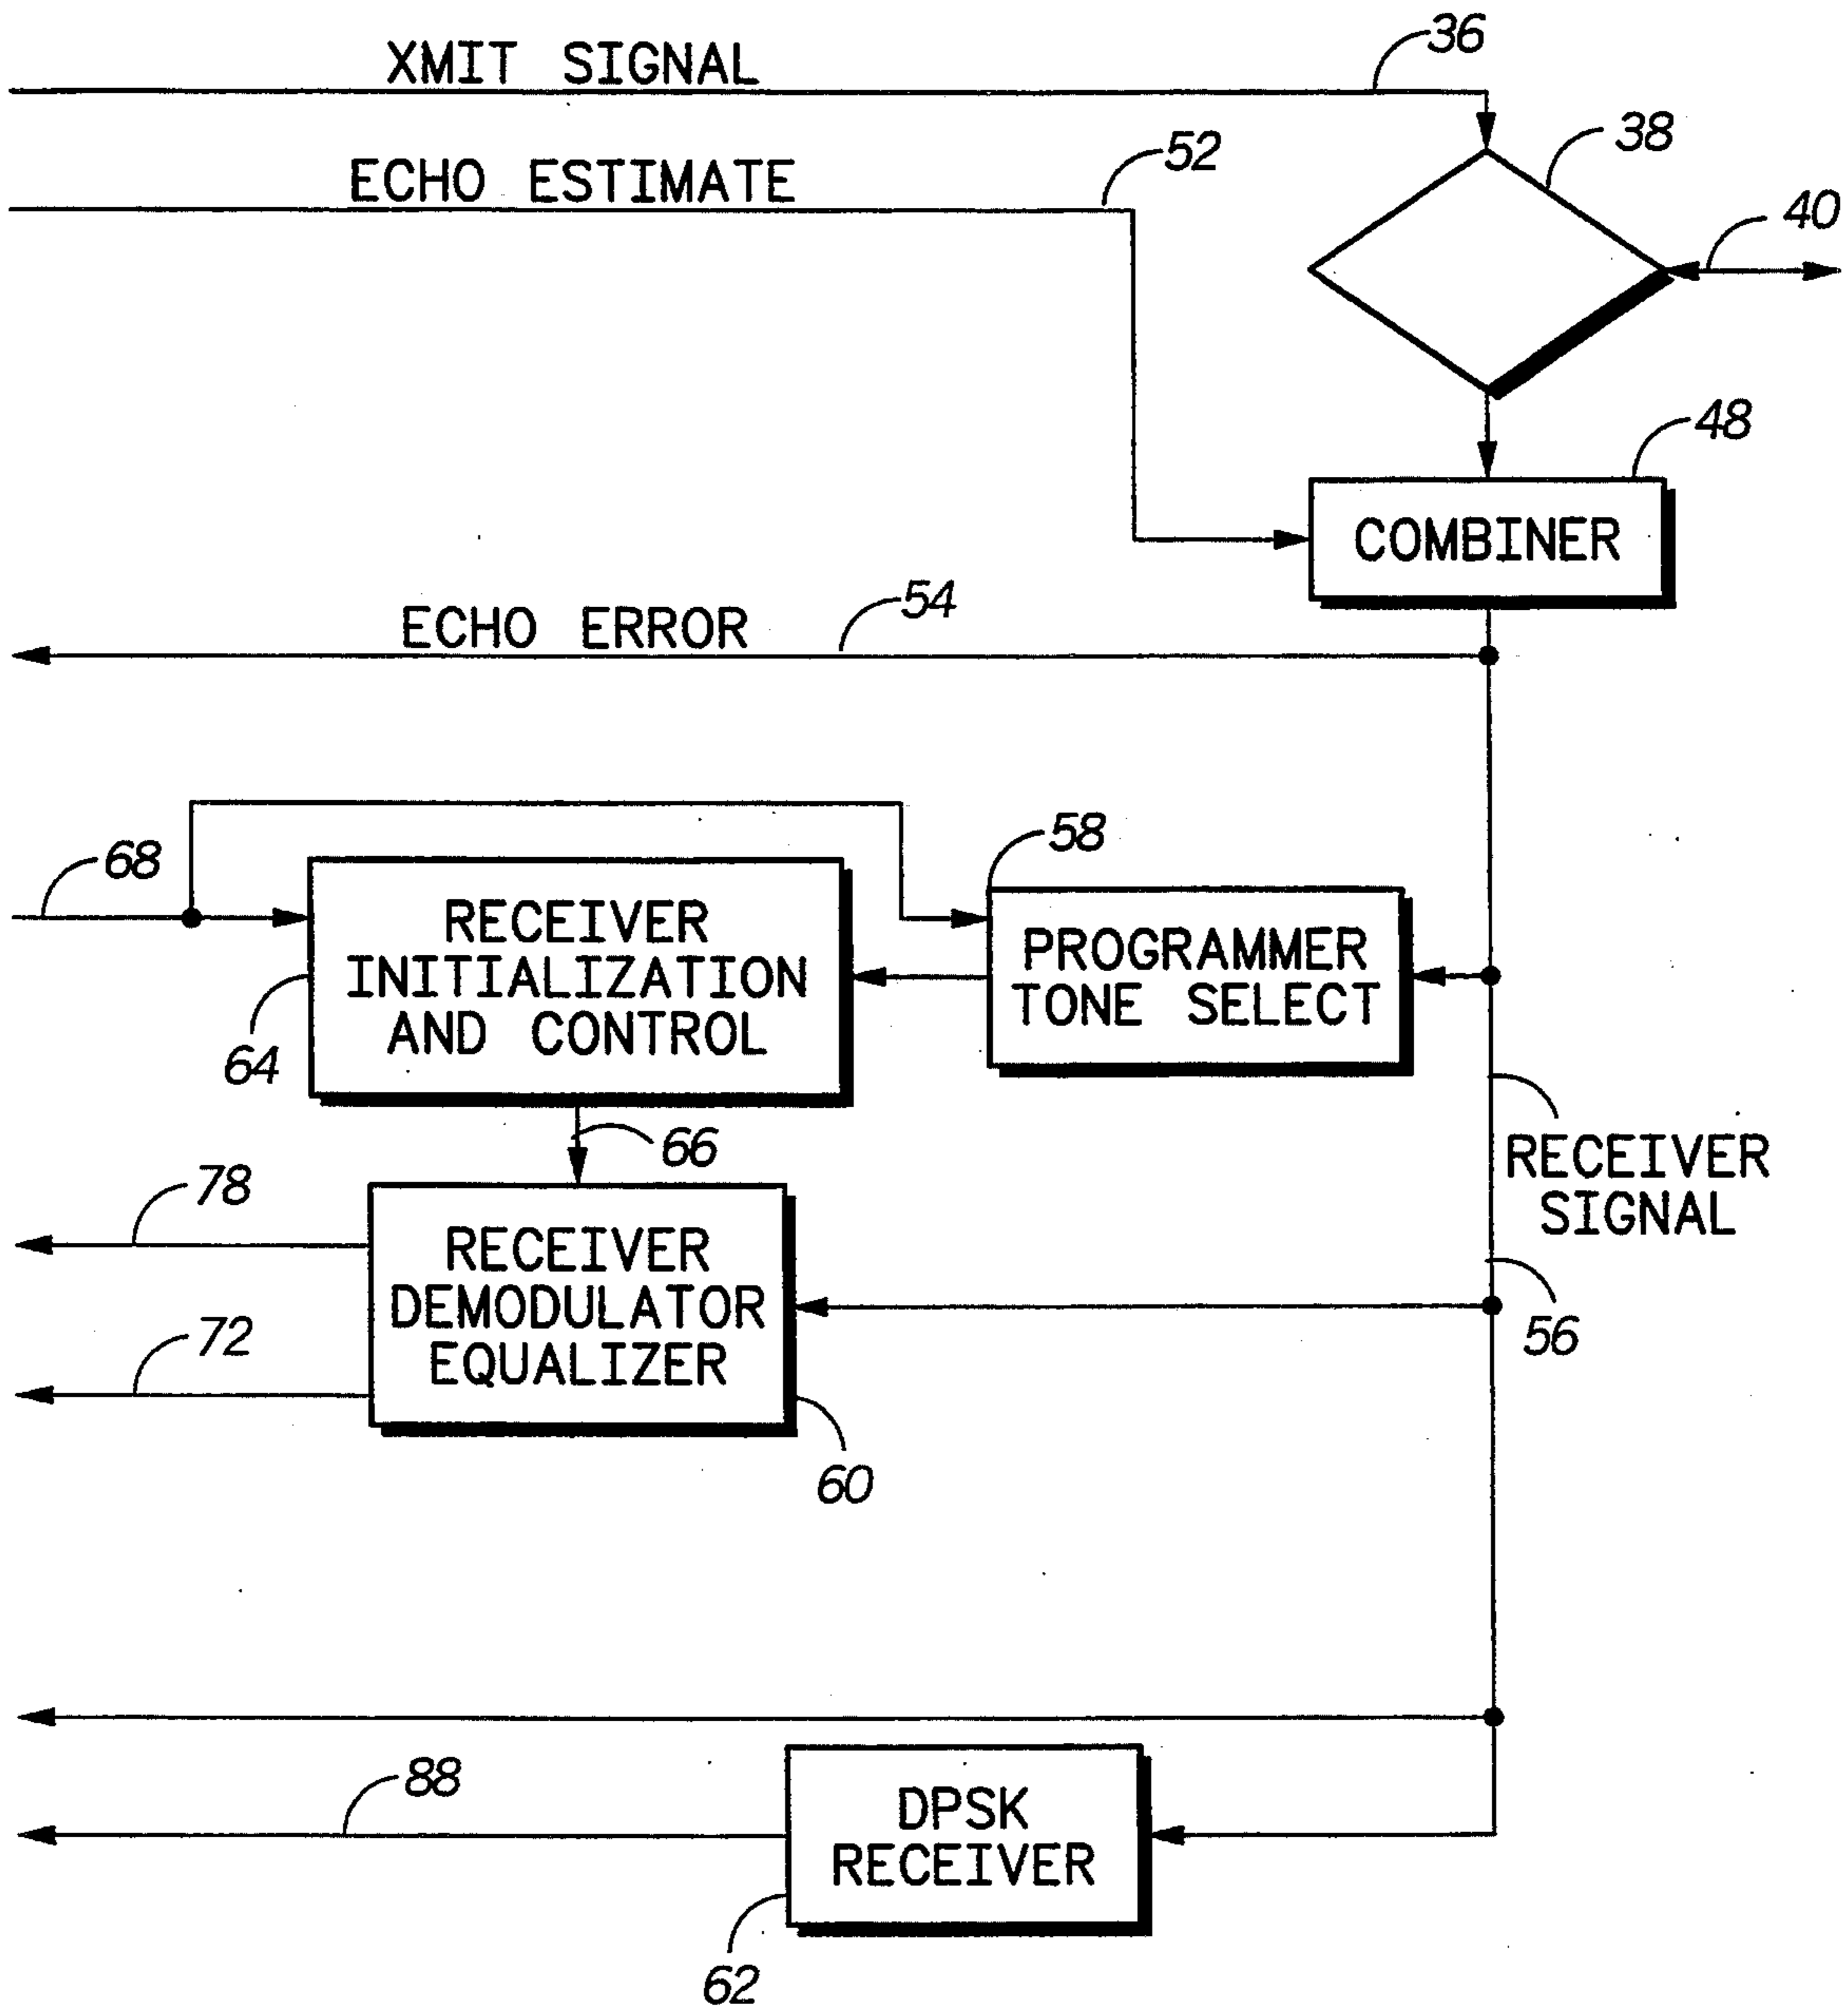 XMIT SIGNAL
36
38
ECHO ESTIMATE
52
40
48
COMBINER
ECHO ERROR
54
68
58
RECEIVER
INITIALIZATION
AND CONTROL
64
PROGRAMMER
TONE SELECT
66
RECEIVER
SIGNAL
56
78
72
RECEIVER
DEMODULATOR
EQUALIZER
60
88
DPSK
RECEIVER
62